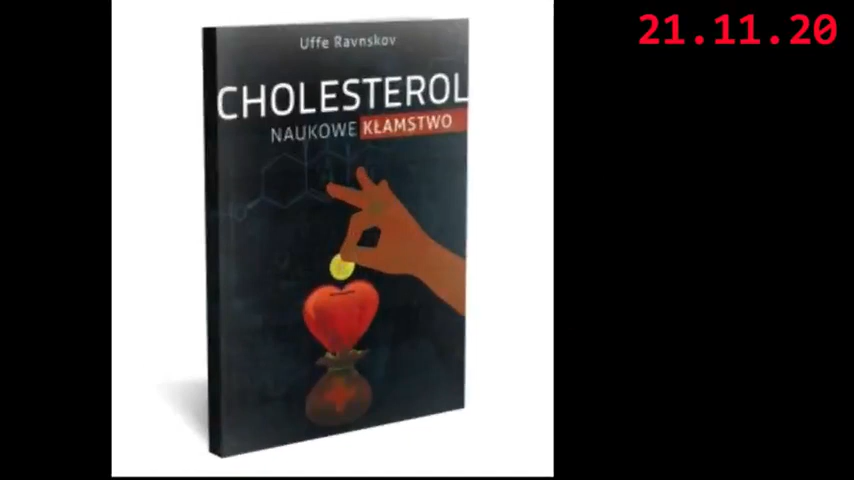 21.11.20
Uffe Ravnskov
CHOLESTEROL
NAUKOWE KŁAMSTWO